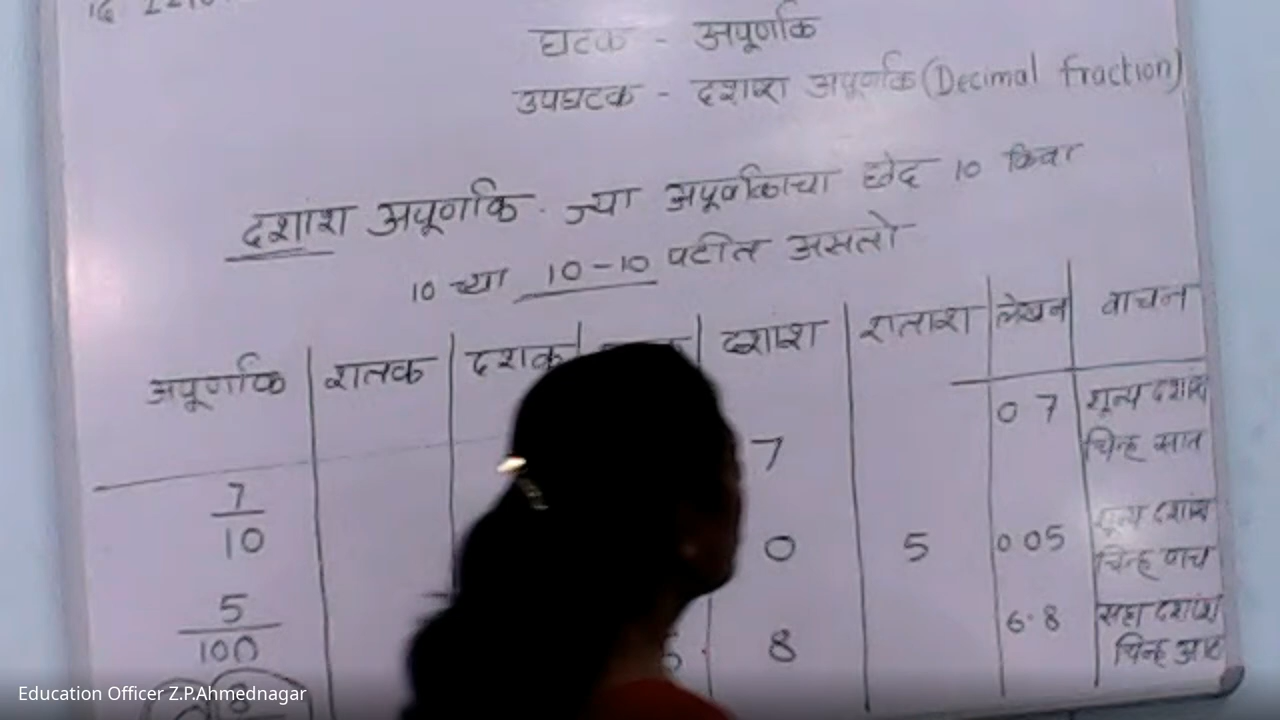 घटक - अपूर्णांक
उपघटक - दशांश अपूर्णांक (Decimal fraction)
दशांश अपूर्णांक - ज्या अपूर्णांकाचा छेद 10 किंवा
10 च्या 10-10 पटीत असतो
अपूर्णांक शतक दशक दशांश शतांश लेखन वाचन
7/10 7 0 7 शून्य दशांश चिन्ह सात
5/100 0 5 0 05 शून्य दशांश चिन्ह पाच
8 6.8 सहा दशांश चिन्ह आठ
Education Officer Z.P.Ahmednagar